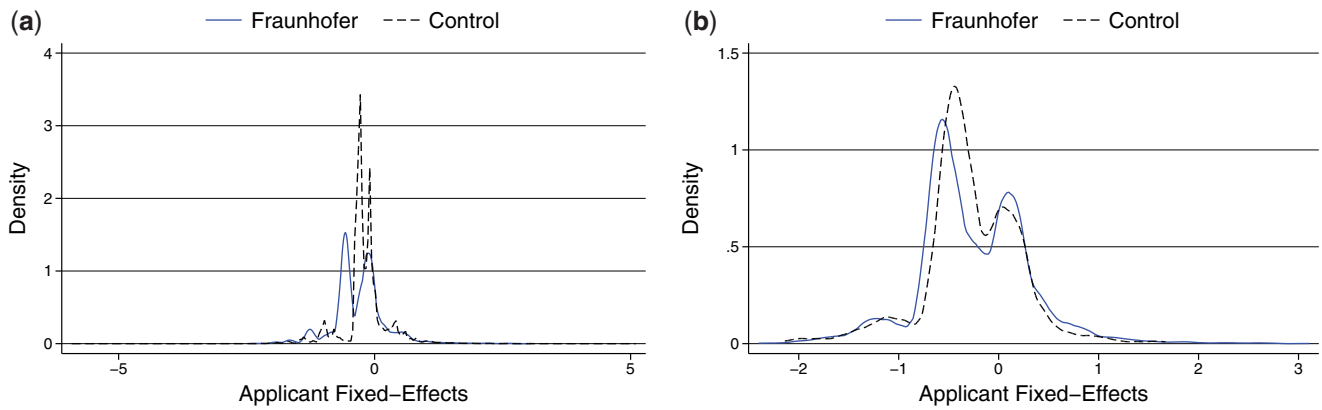 (a)
Fraunhofer
Control
4
3
2
1
0
Density
−5
0
5
Applicant Fixed−Effects
(b)
Fraunhofer
Control
1.5
1
.5
0
Density
−2
−1
0
1
2
3
Applicant Fixed−Effects